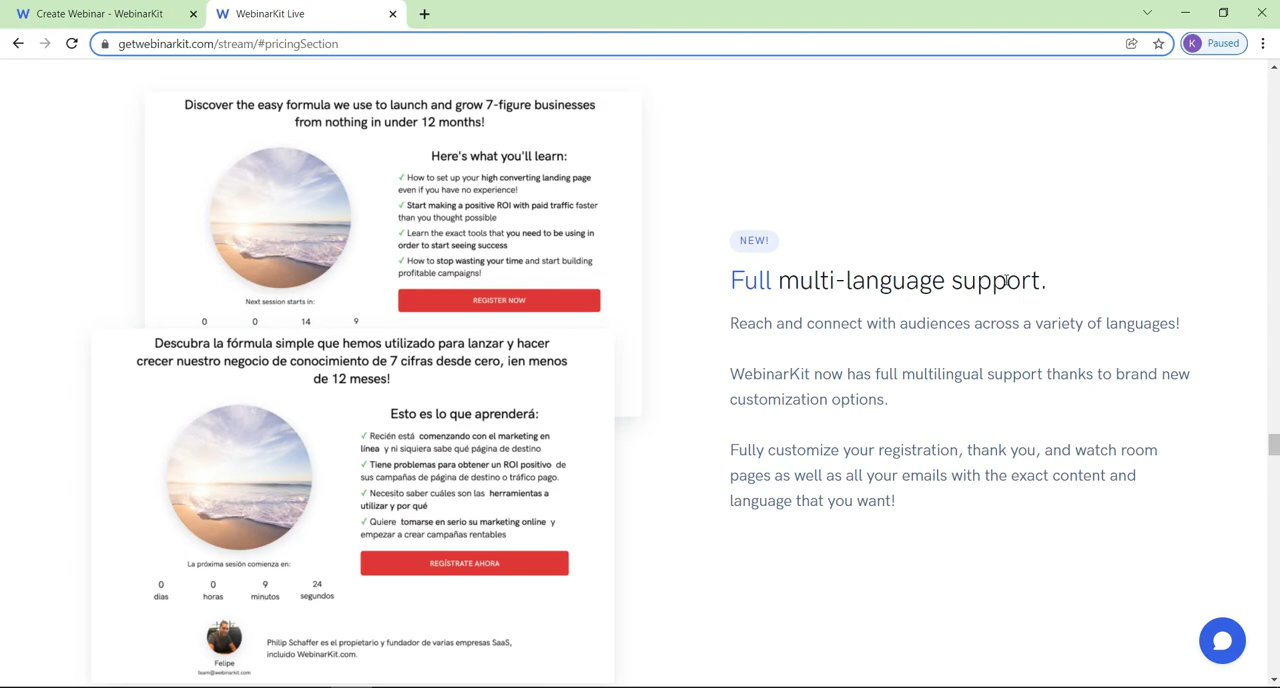 Create Webinar - WebinarKit
WebinarKit Live
getwebinarkit.com/stream/#pricingSection
K Paused
Discover the easy formula we use to launch and grow 7-figure businesses
from nothing in under 12 months!
Here's what you'll learn:
✓ How to set up your high converting landing page
even if you have no experience!
✓ Start making a positive ROI with paid traffic faster
than you thought possible
✓ Learn the exact tools that you need to be using in
order to start seeing success
✓ How to stop wasting your time and start building
profitable campaigns!
REGISTER NOW
Next session starts in:
0 0 14 9
Descubra la fórmula simple que hemos utilizado para lanzar y hacer
crecer nuestro negocio de conocimiento de 7 cifras desde cero, ¡en menos
de 12 meses!
Esto es lo que aprenderá:
✓ Recién está comenzando con el marketing en
línea y ni siquiera sabe qué página de destino
✓ Tiene problemas para obtener un ROI positivo de
sus campañas de página de destino o tráfico pago.
✓ Necesito saber cuáles son las herramientas a
utilizar y por qué
✓ Quiere tomarse en serio su marketing online y
empezar a crear campañas rentables
REGÍSTRATE AHORA
La próxima sesión comienza en:
0 0 9 24
días horas minutos segundos
Felipe
team@webinarkit.com
Philip Schaffer es el propietario y fundador de varias empresas SaaS,
incluido WebinarKit.com.
NEW!
Full multi-language support.
Reach and connect with audiences across a variety of languages!
WebinarKit now has full multilingual support thanks to brand new
customization options.
Fully customize your registration, thank you, and watch room
pages as well as all your emails with the exact content and
language that you want!